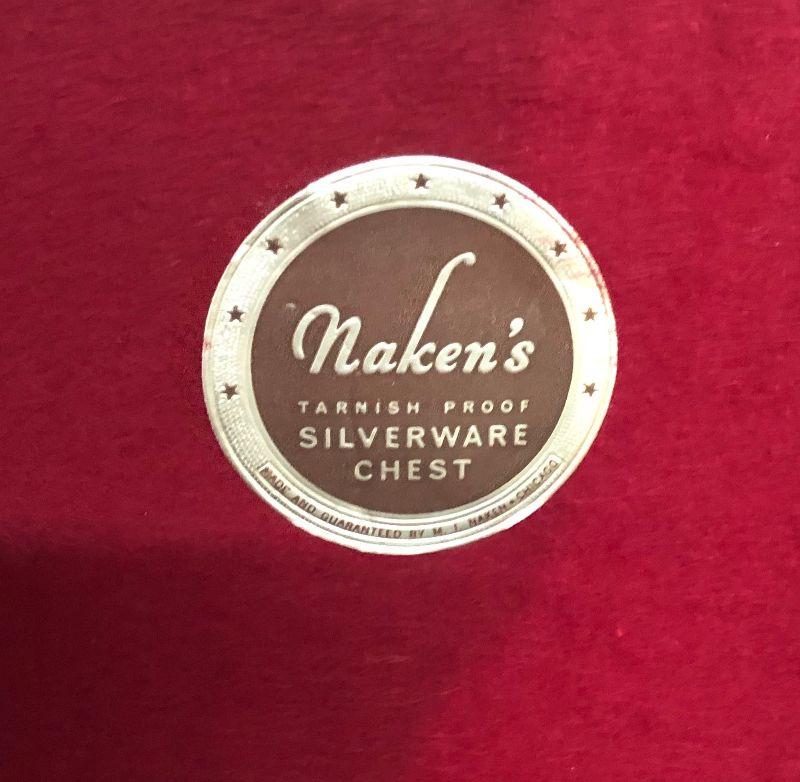 Naken's
TARNISH PROOF
SILVERWARE
CHEST
MADE AND GUARANTEED BY M. L. NAKEN • CHICAGO